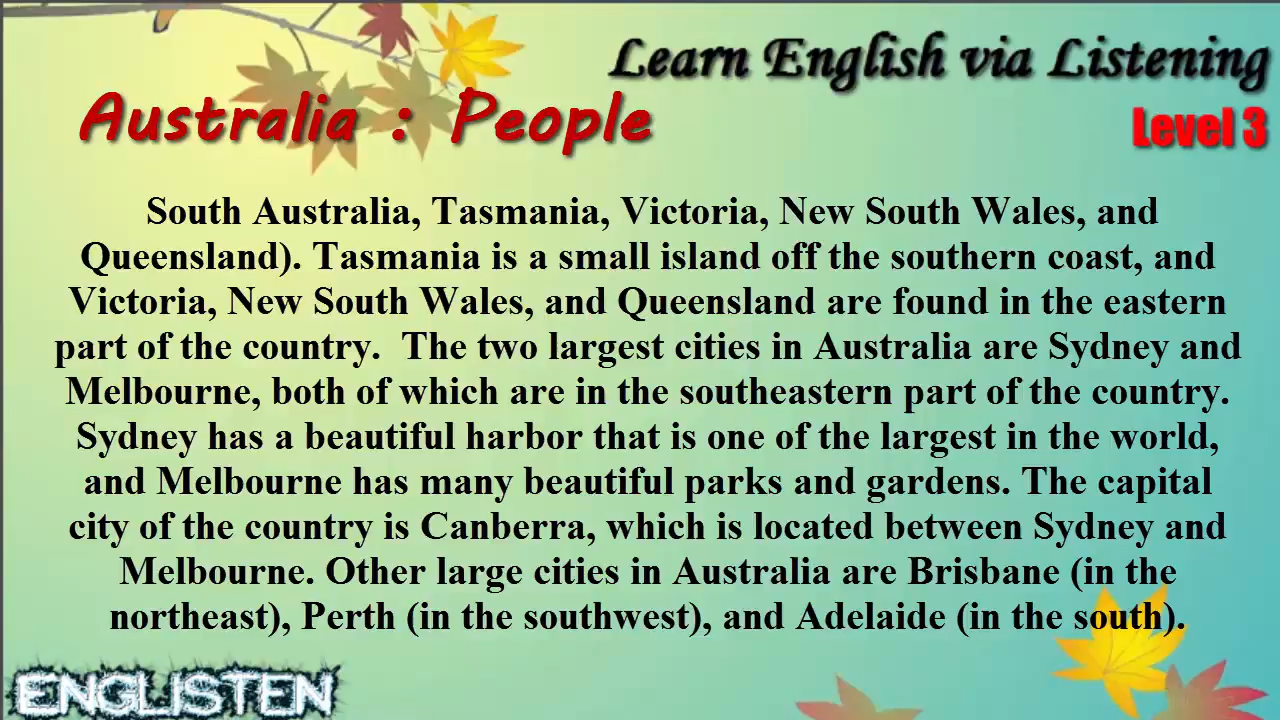 Learn English via Listening
Australia : People
Level 3
South Australia, Tasmania, Victoria, New South Wales, and
Queensland). Tasmania is a small island off the southern coast, and
Victoria, New South Wales, and Queensland are found in the eastern
part of the country. The two largest cities in Australia are Sydney and
Melbourne, both of which are in the southeastern part of the country.
Sydney has a beautiful harbor that is one of the largest in the world,
and Melbourne has many beautiful parks and gardens. The capital
city of the country is Canberra, which is located between Sydney and
Melbourne. Other large cities in Australia are Brisbane (in the
northeast), Perth (in the southwest), and Adelaide (in the south).
ENGLISTEN